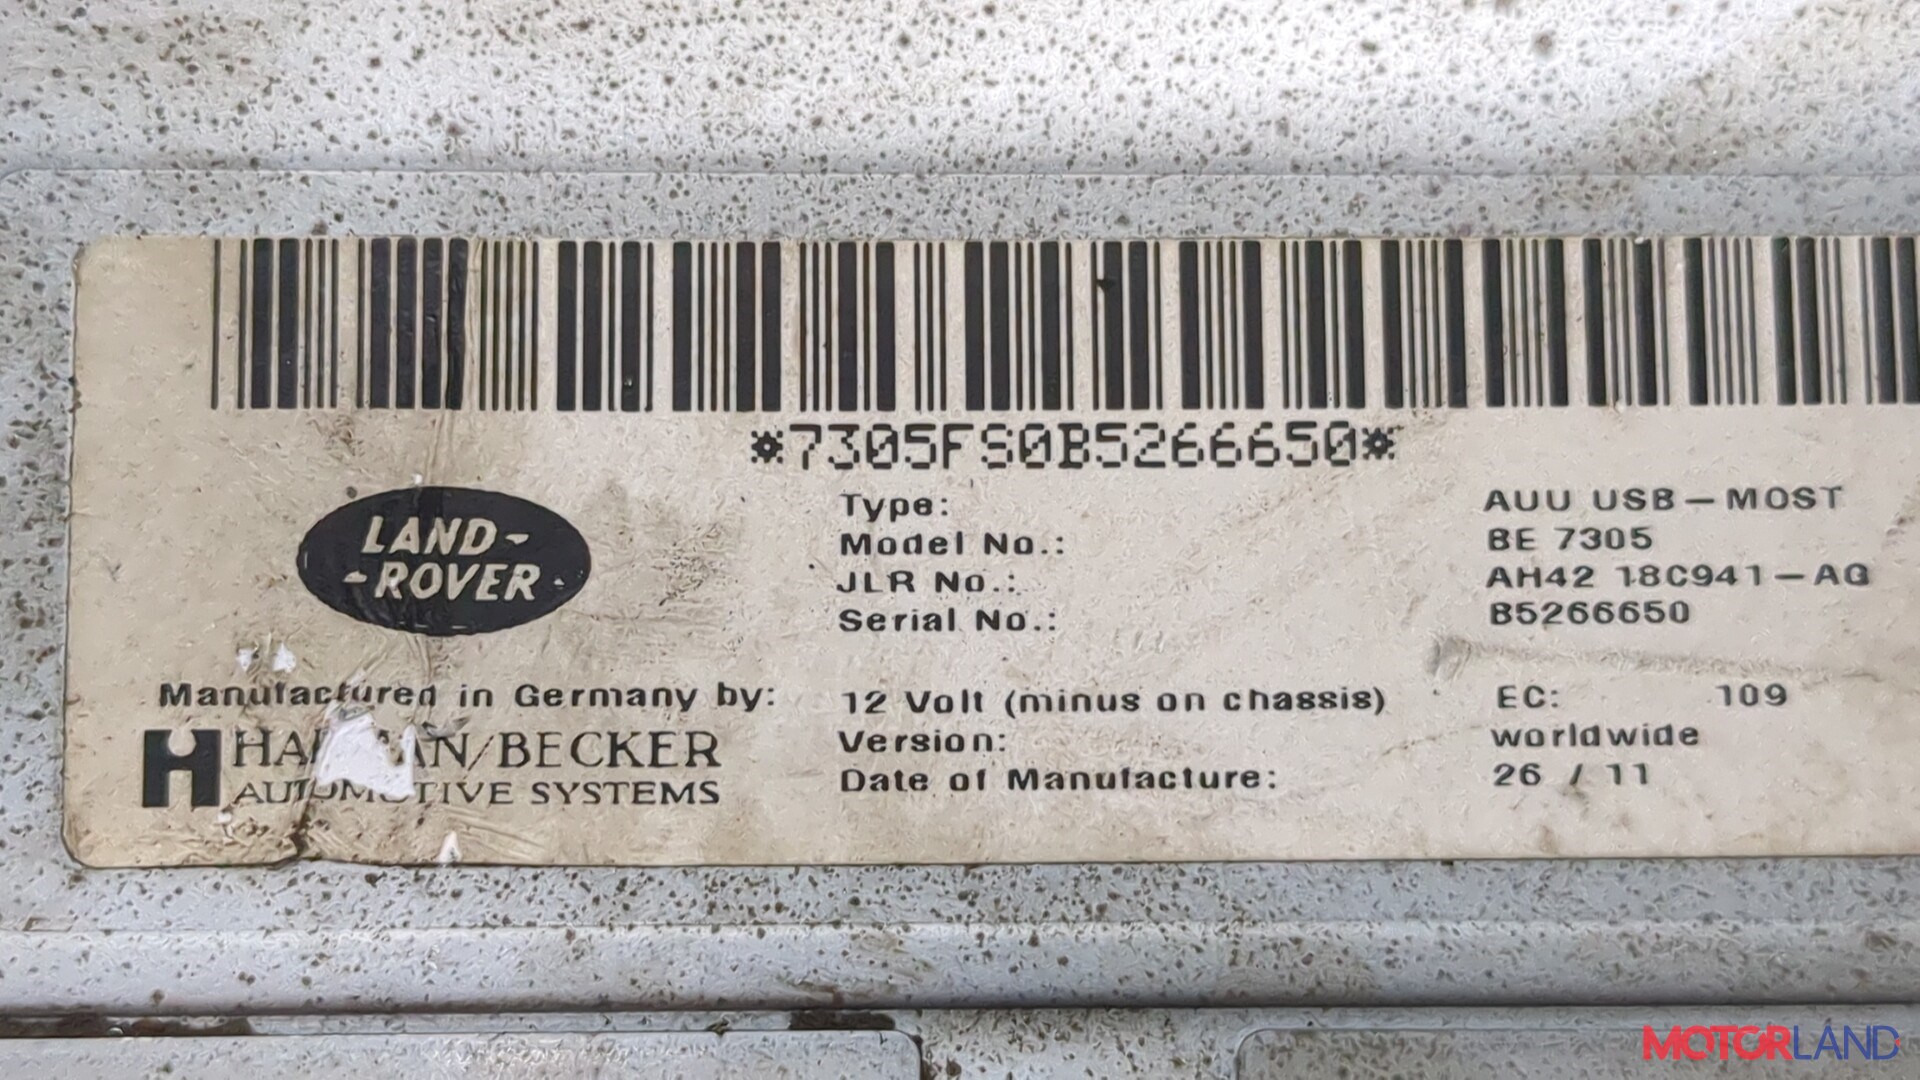 *7305FS0B5266650*
LAND-
-ROVER
Type: AUU USB-MOST
Model No.: BE 7305
JLR No.: AH42 18C941-AG
Serial No.: B5266650
Manufactured in Germany by:
HARMAN/BECKER
AUTOMOTIVE SYSTEMS
12 Volt (minus on chassis) EC: 109
Version: worldwide
Date of Manufacture: 26 / 11
MOTORLAND